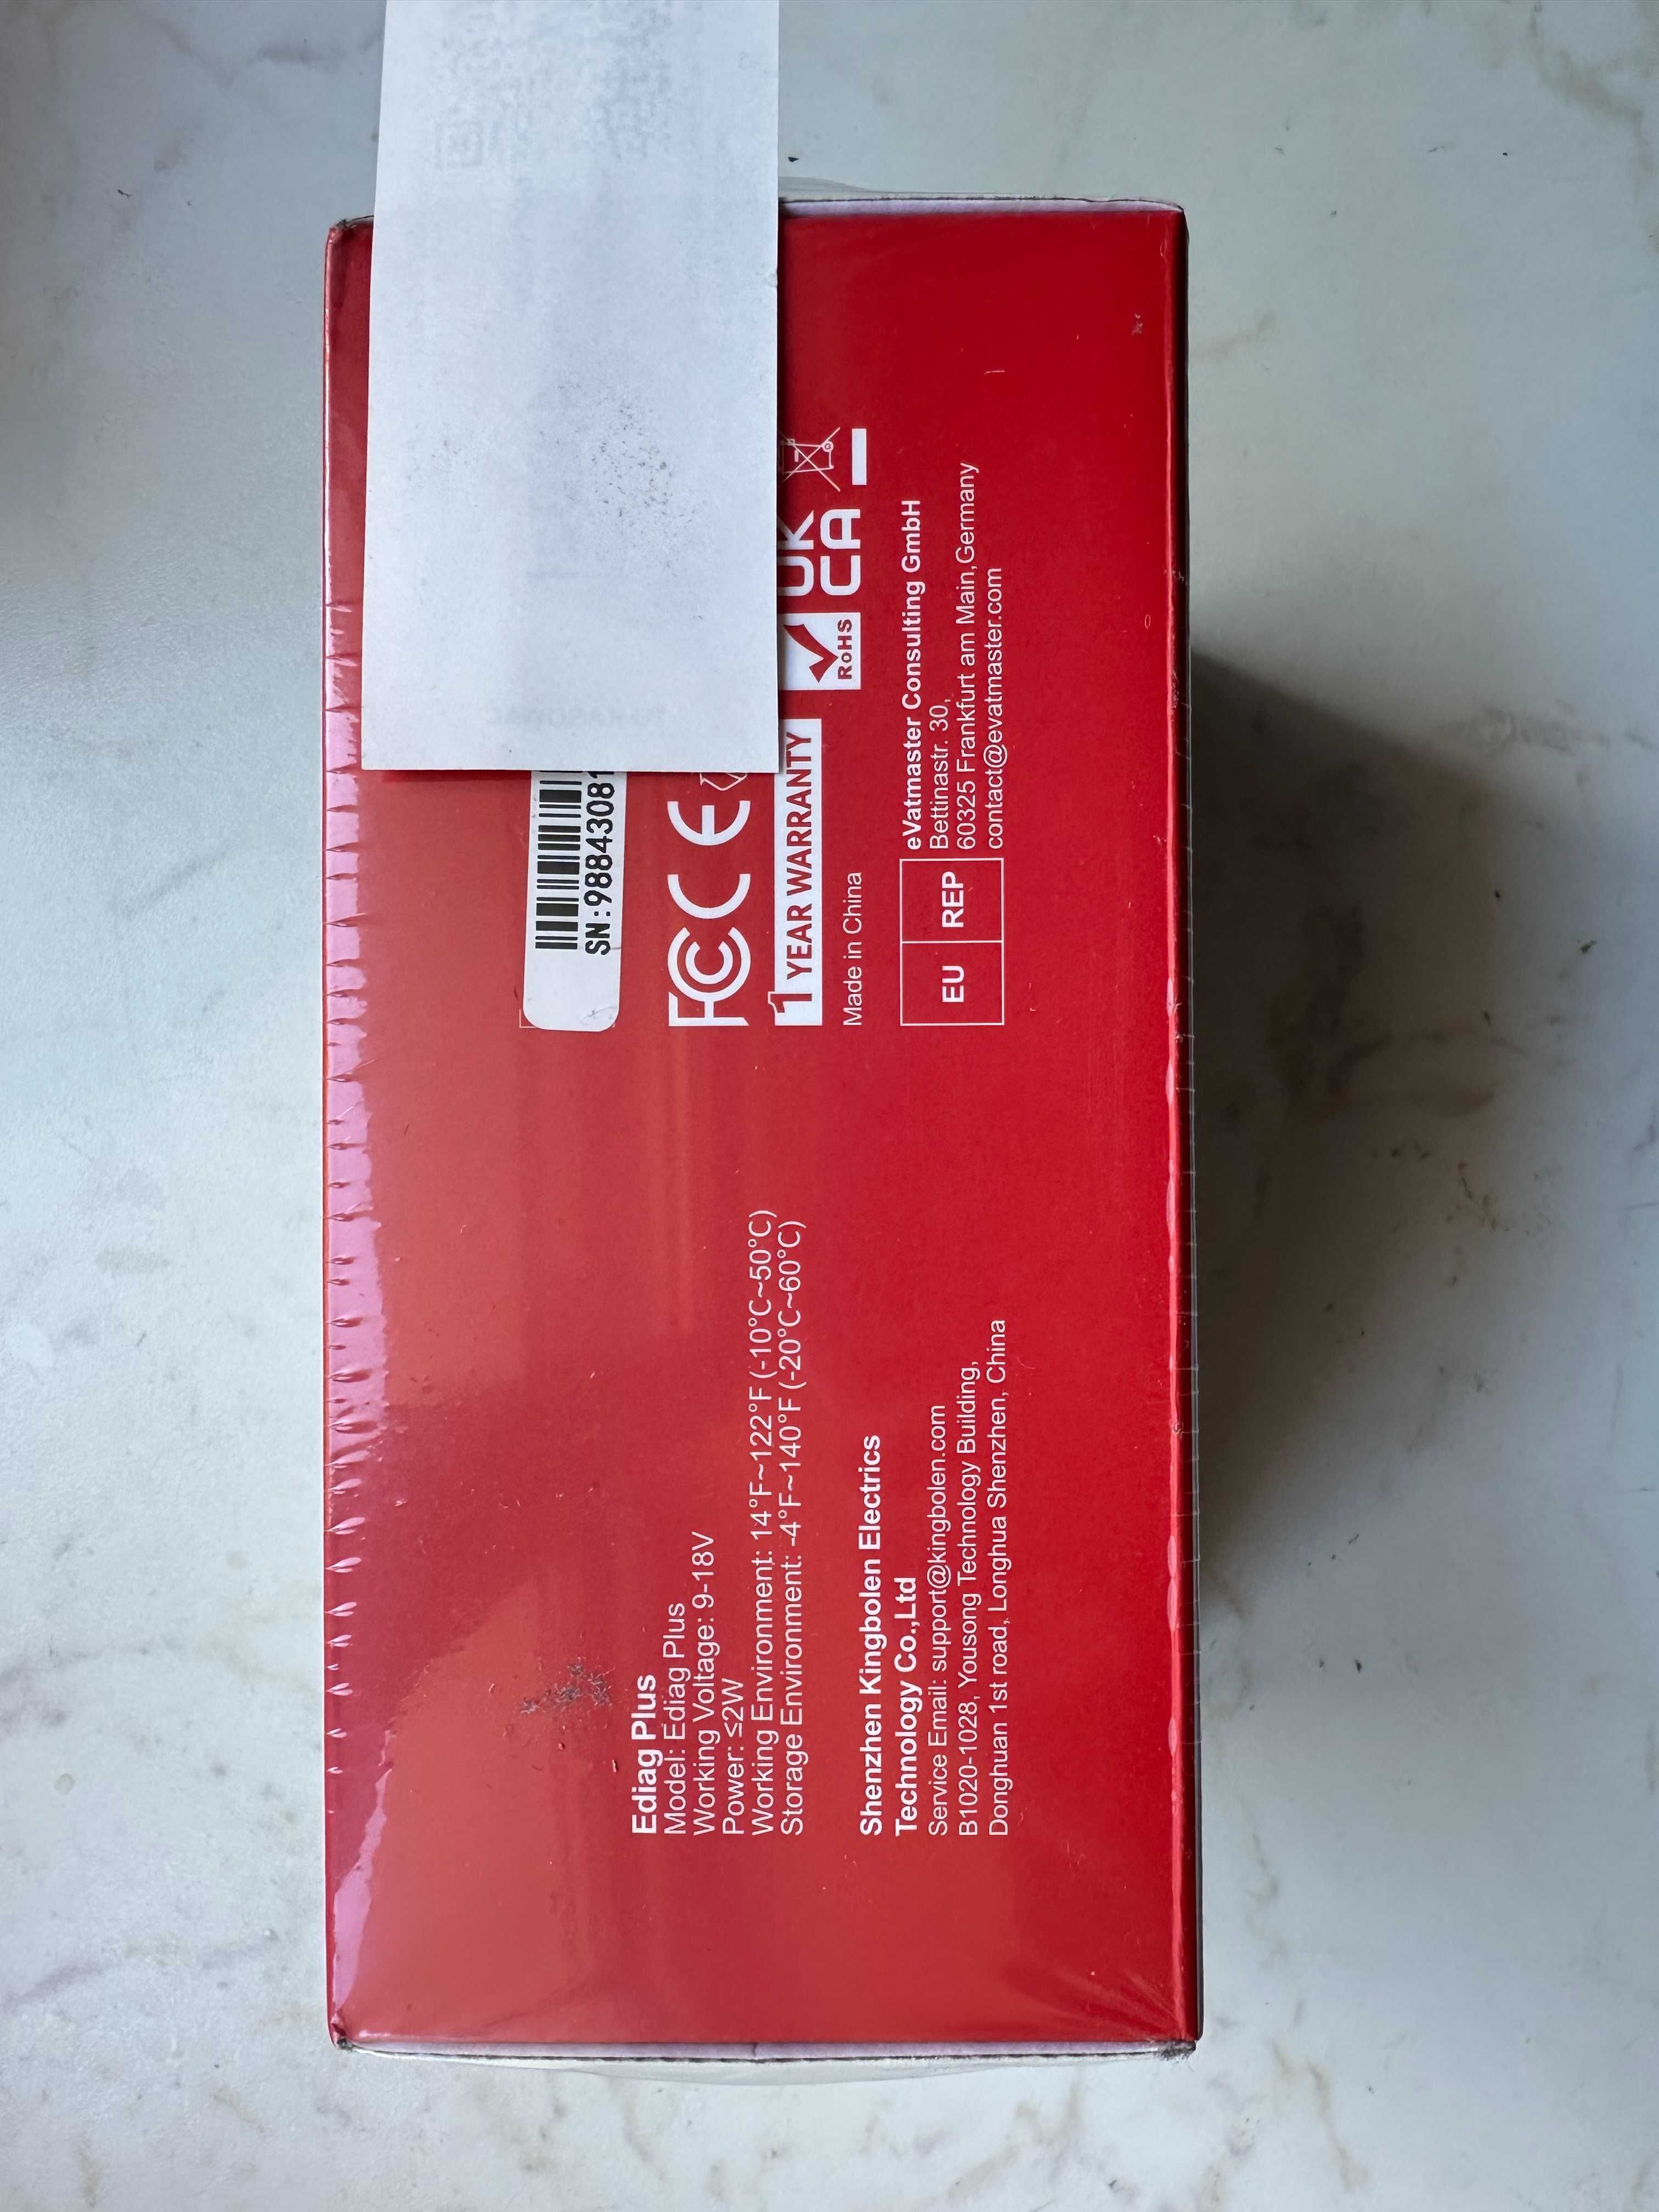 Ediag Plus
Model: Ediag Plus
Working Voltage: 9-18V
Power: ≤2W
Working Environment: 14°F~122°F (-10°C~50°C)
Storage Environment: -4°F~140°F (-20°C~60°C)
Shenzhen Kingbolen Electrics
Technology Co.,Ltd
Service Email: support@kingbolen.com
B1020-1028, Yousong Technology Building,
Donghuan 1st road, Longhua Shenzhen, China
FC CE
1 YEAR WARRANTY
RoHS
UK
CA
Made in China
EU REP
eVatmaster Consulting GmbH
Bettinastr. 30,
60325 Frankfurt am Main,Germany
contact@evatmaster.com